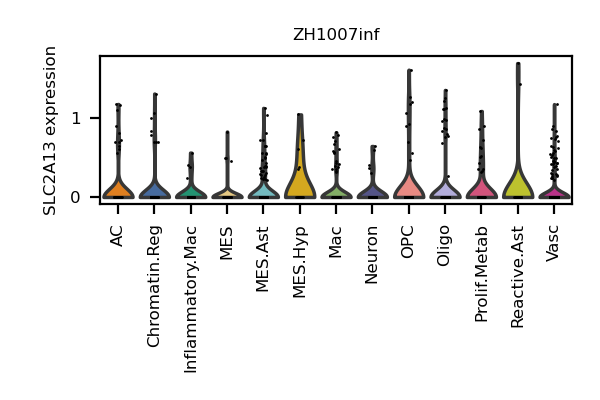 ZH1007inf
SLC2A13 expression
1
0
AC
Chromatin.Reg
Inflammatory.Mac
MES
MES.Ast
MES.Hyp
Mac
Neuron
OPC
Oligo
Prolif.Metab
Reactive.Ast
Vasc